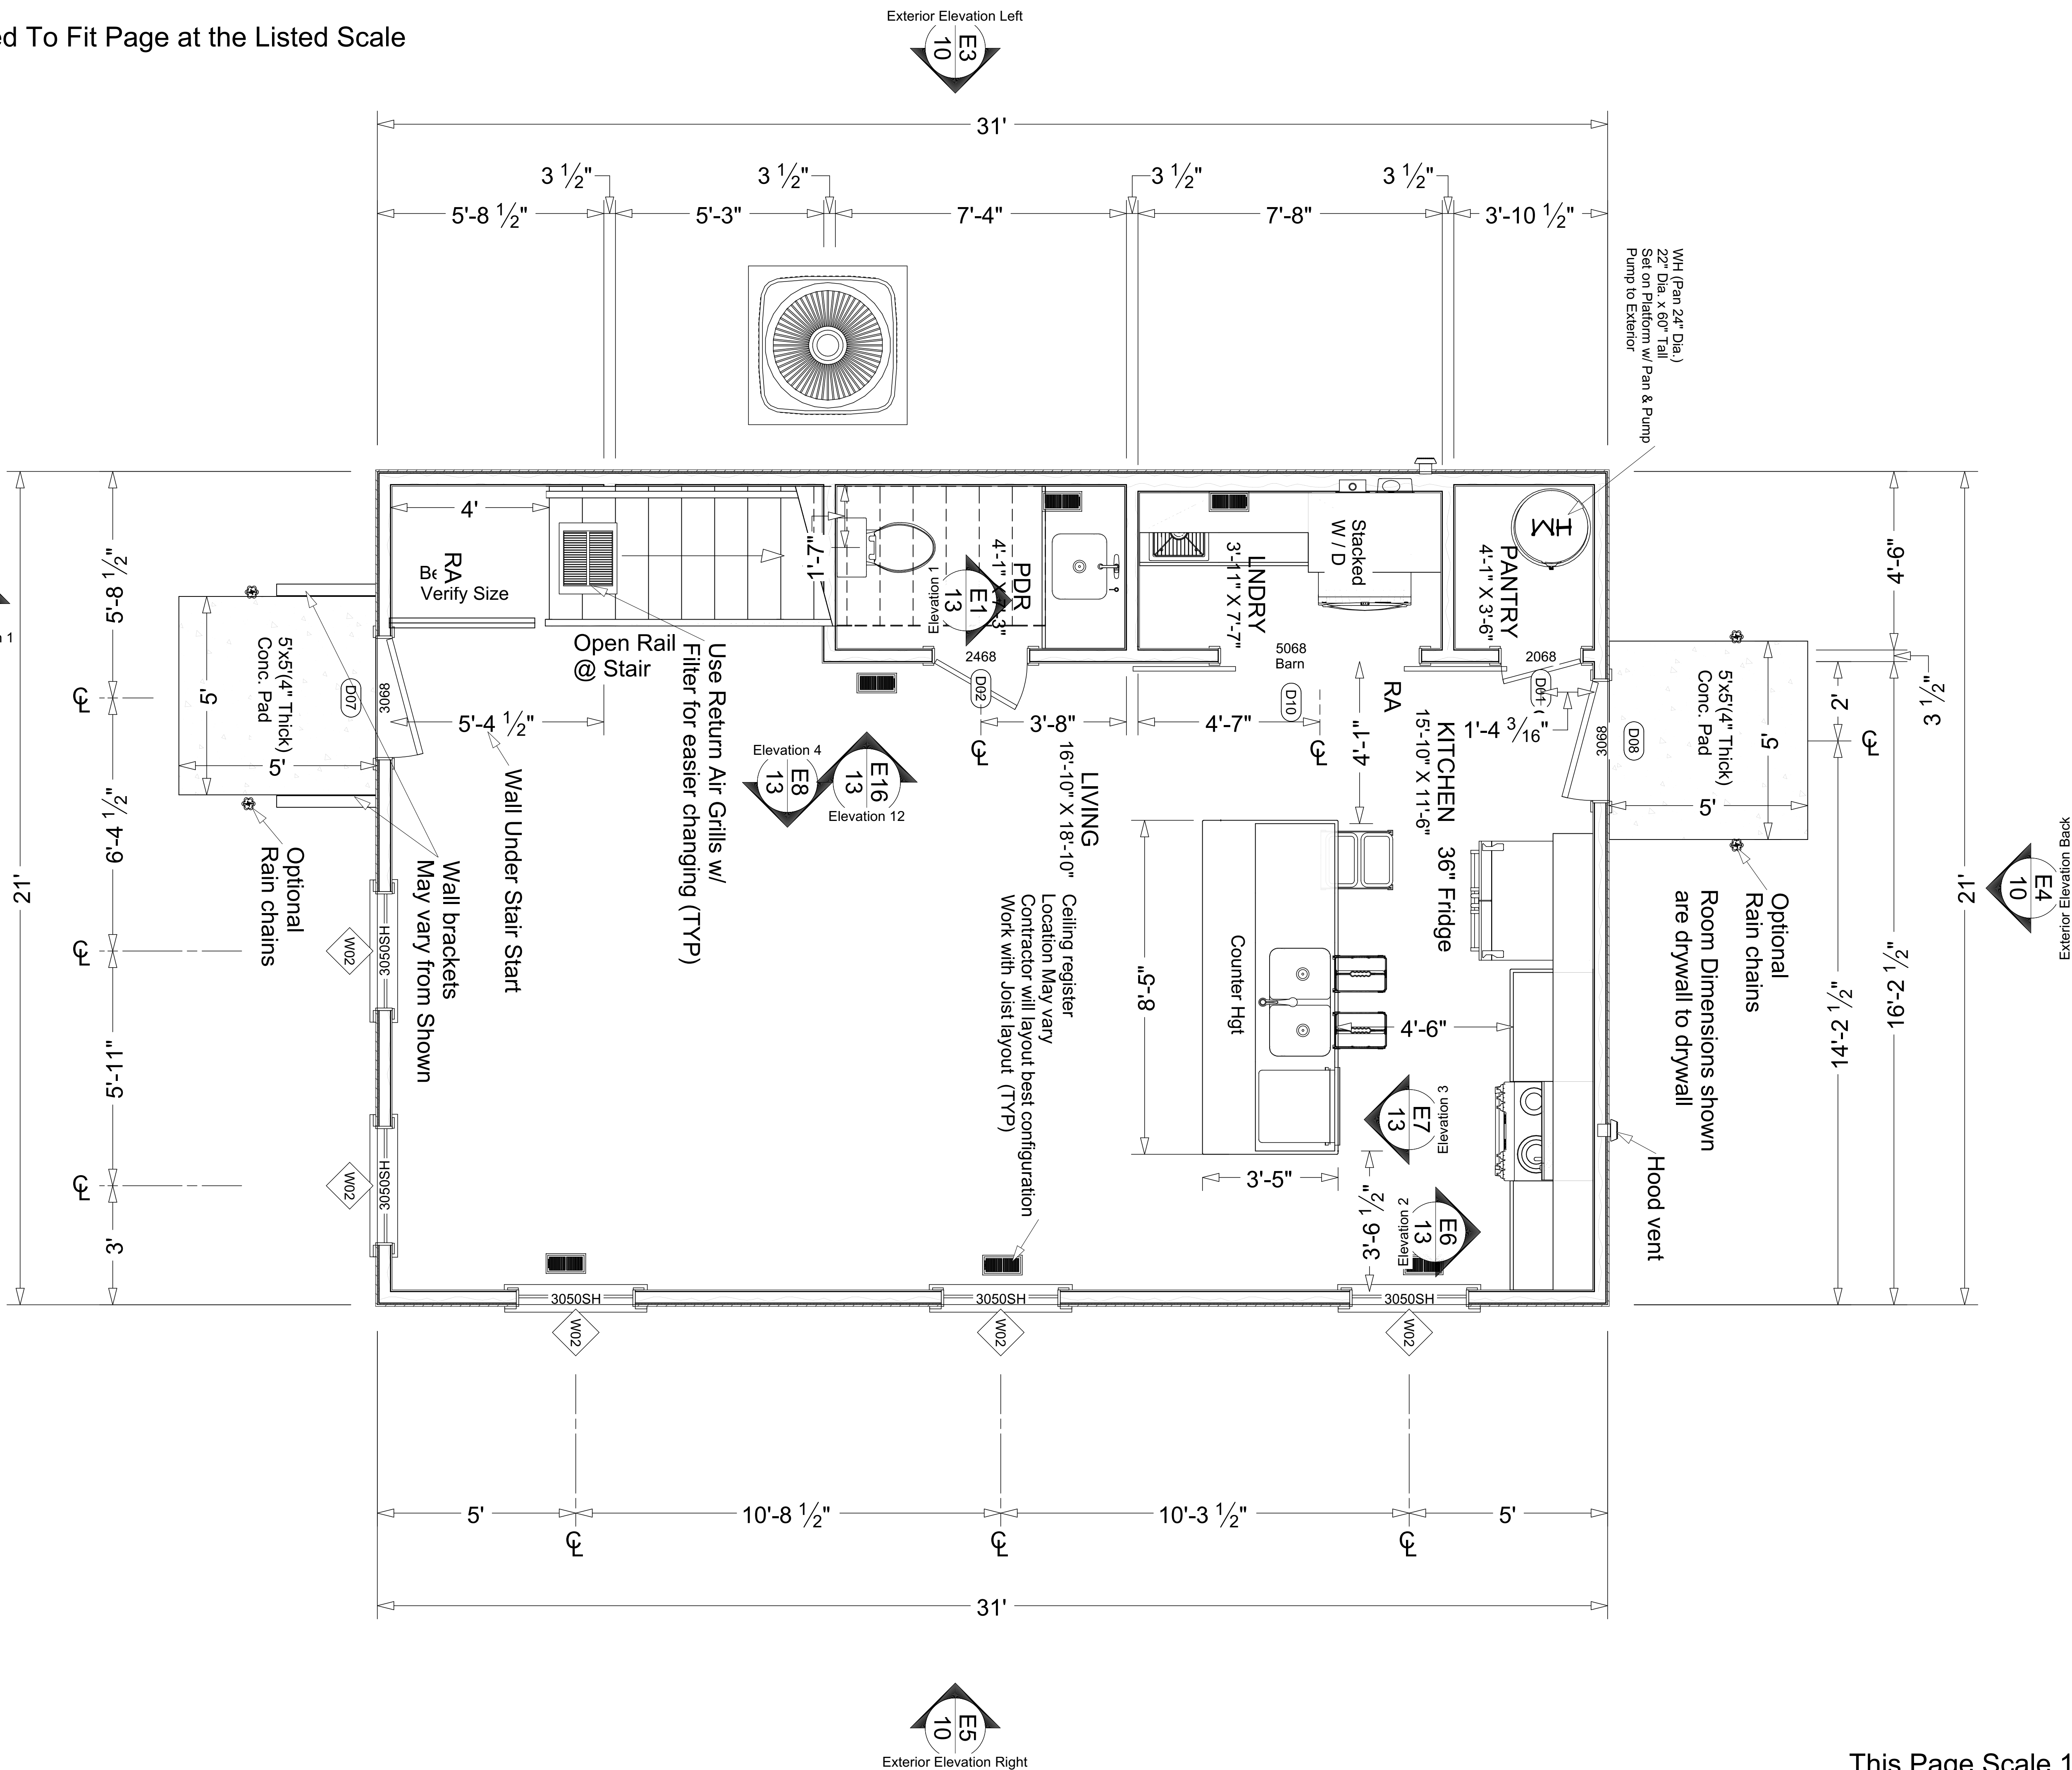 ed To Fit Page at the Listed Scale
Exterior Elevation Left
E3
10
31'
3 1/2"
3 1/2"
3 1/2"
3 1/2"
5'-8 1/2"
5'-3"
7'-4"
7'-8"
3'-10 1/2"
WH (Pan 24" Dia.)
22" Dia. x 60" Tall
Set on Platform w/ Pan & Pump
Pump to Exterior
21'
5'-8 1/2"
6'-4 1/2"
5'-11"
3'
4'
RA
Be
Verify Size
Open Rail
@ Stair
1'-7"
PDR
Elevation 1
E1
13
LNDRY
3'-11" X 7'-7"
Stacked
W / D
PANTRY
4'-1" X 3'-6"
WH
2468
D02
5068
Barn
D10
2068
D01
3068
D07
3068
D08
5'x5'(4" Thick)
Conc. Pad
5'
5'
5'x5'(4" Thick)
Conc. Pad
5'
5'
4'-6"
3 1/2"
2'
16'-2 1/2"
14'-2 1/2"
21'
5'-4 1/2"
3'-8"
4'-7"
4'-1"
1'-4 3/16"
RA
KITCHEN
15'-10" X 11'-6"
36" Fridge
LIVING
16'-10" X 18'-10"
Elevation 4
E8
13
E16
13
Elevation 12
Use Return Air Grills w/
Filter for easier changing (TYP)
Wall Under Stair Start
Wall brackets
May vary from Shown
Optional
Rain chains
Optional
Rain chains
Room Dimensions shown
are drywall to drywall
Exterior Elevation Back
E4
10
Ceiling register
Location May vary
Contractor will layout best configuration
Work with Joist layout (TYP)
8'-5"
Counter Hgt
4'-6"
3'-5"
3'-6 1/2"
Elevation 3
E7
13
Elevation 2
E6
13
Hood vent
3050SH
W02
3050SH
W02
3050SH
W02
3050SH
W02
3050SH
W02
5'
10'-8 1/2"
10'-3 1/2"
5'
31'
E5
10
Exterior Elevation Right
This Page Scale 1